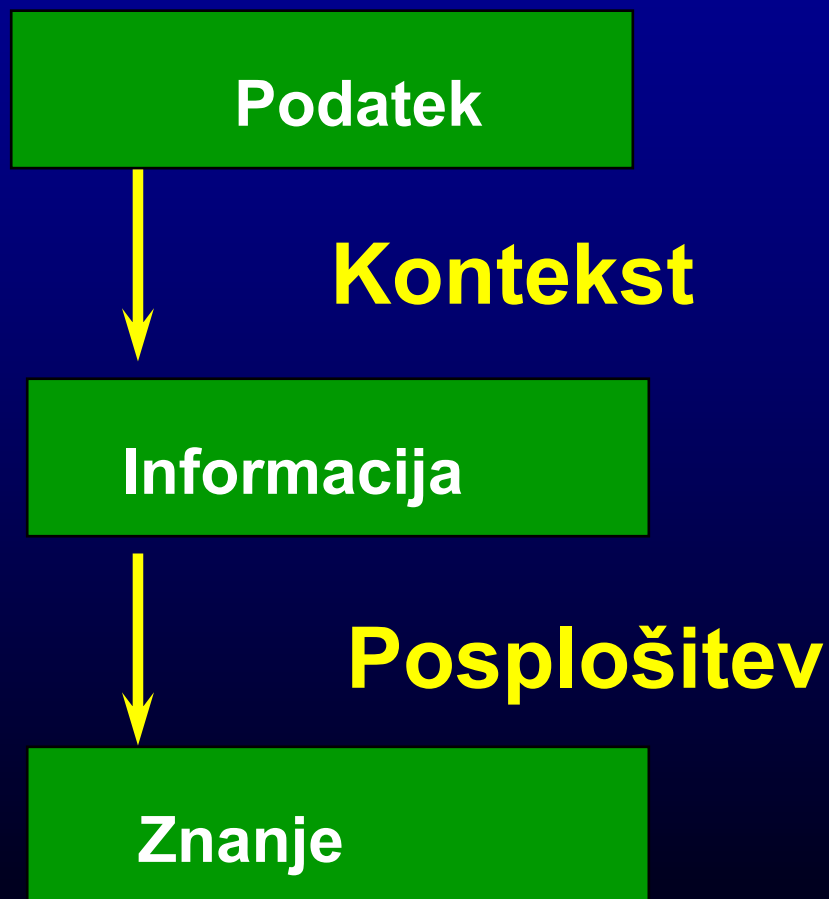 Podatek
Kontekst
Informacija
Posplošitev
Znanje